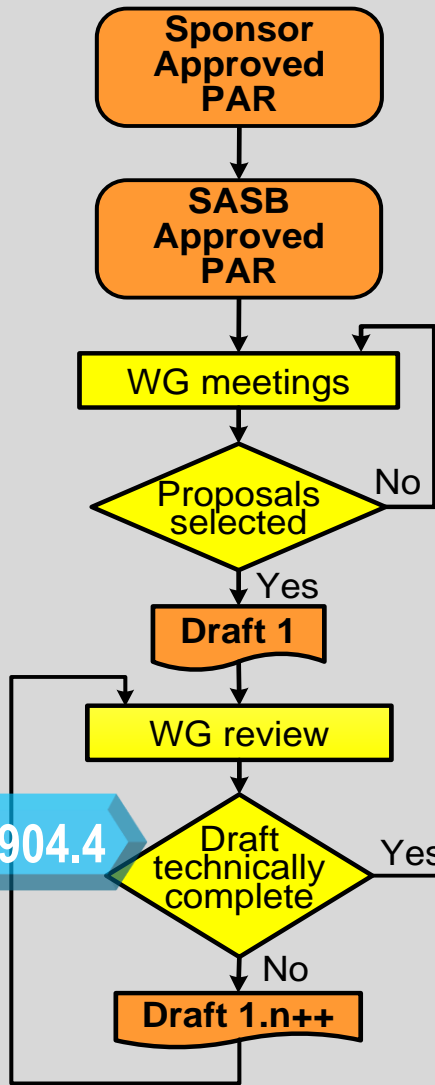 Sponsor
Approved
PAR
SASB
Approved
PAR
WG meetings
Proposals
selected
No
Yes
Draft 1
WG review
904.4
Draft
technically
complete
Yes
No
Draft 1.n++